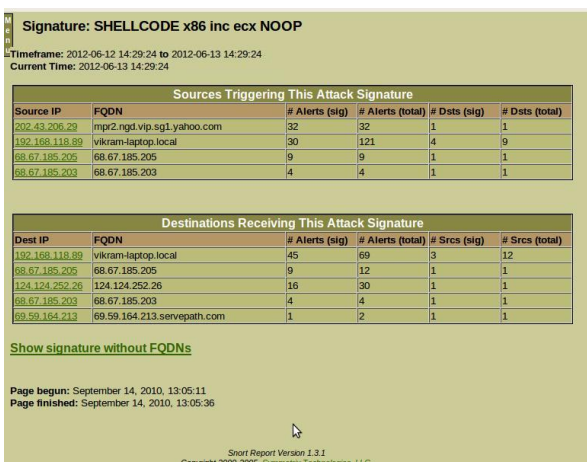 Menu
Signature: SHELLCODE x86 inc ecx NOOP
Timeframe: 2012-06-12 14:29:24 to 2012-06-13 14:29:24
Current Time: 2012-06-13 14:29:24
Sources Triggering This Attack Signature
Source IP FQDN # Alerts (sig) # Alerts (total) # Dsts (sig) # Dsts (total)
202.43.206.29 mpr2.ngd.vip.sg1.yahoo.com 32 32 1 1
192.168.118.89 vikram-laptop.local 30 121 4 9
68.67.185.205 68.67.185.205 9 9 1 1
68.67.185.203 68.67.185.203 4 4 1 1
Destinations Receiving This Attack Signature
Dest IP FQDN # Alerts (sig) # Alerts (total) # Srcs (sig) # Srcs (total)
192.168.118.89 vikram-laptop.local 45 69 3 12
68.67.185.205 68.67.185.205 9 12 1 1
124.124.252.26 124.124.252.26 16 30 1 1
68.67.185.203 68.67.185.203 4 4 1 1
69.59.164.213 69.59.164.213.servepath.com 1 2 1 1
Show signature without FQDNs
Page begun: September 14, 2010, 13:05:11
Page finished: September 14, 2010, 13:05:36
Snort Report Version 1.3.1